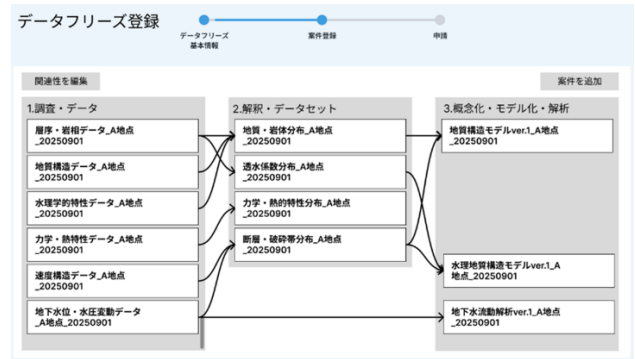 データフリーズ登録
データフリーズ
基本情報
案件登録
申請
関連性を編集
案件を追加
1.調査・データ
層序・岩相データ_A地点
_20250901
地質構造データ_A地点
_20250901
水理学的特性データ_A地点
_20250901
力学・熱特性データ_A地点
_20250901
速度構造データ_A地点
_20250901
地下水位・水圧変動データ
_A地点_20250901
2.解釈・データセット
地質・岩体分布_A地点
_20250901
透水係数分布_A地点
_20250901
力学・熱的特性分布_A地点
_20250901
断層・破砕帯分布_A地点
_20250901
3.概念化・モデル化・解析
地質構造モデルver.1_A地点
_20250901
水理地質構造モデルver.1_A
地点_20250901
地下水流動解析ver.1_A地点
_20250901